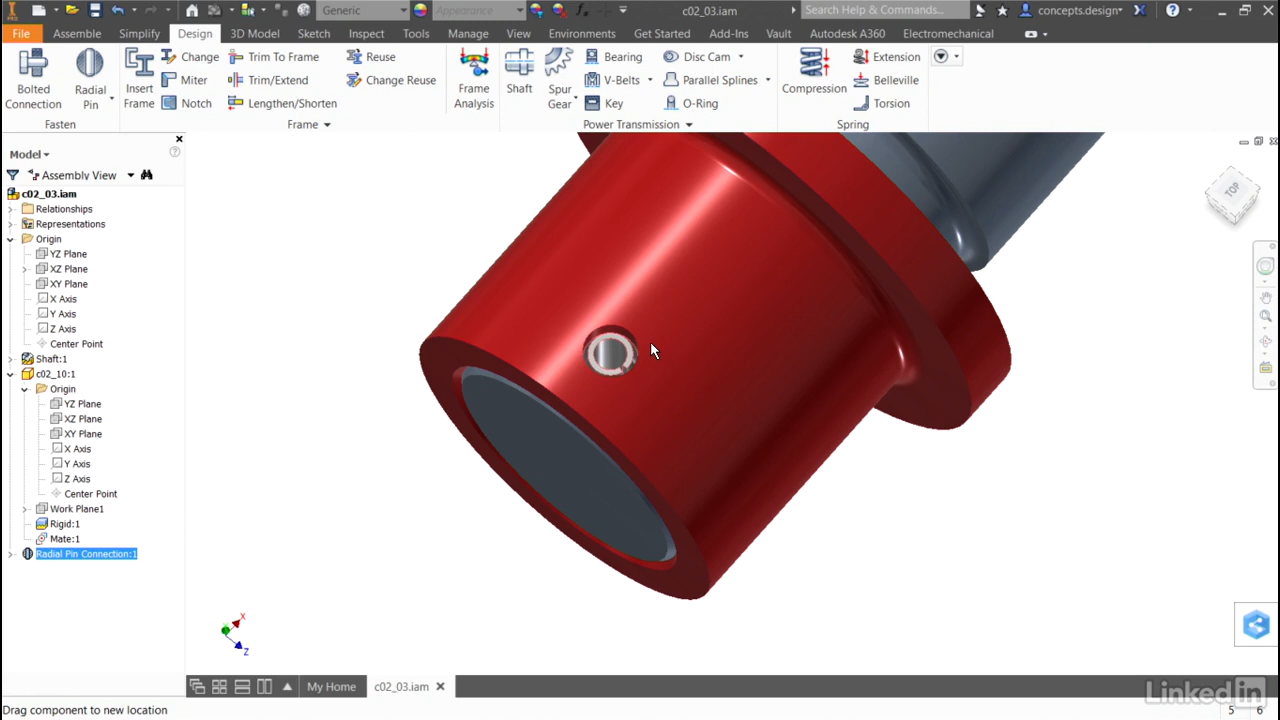 Generic
Appearance
c02_03.iam
Search Help & Commands...
concepts.design
File
Assemble
Simplify
Design
3D Model
Sketch
Inspect
Tools
Manage
View
Environments
Get Started
Add-Ins
Vault
Autodesk A360
Electromechanical
Bolted Connection
Radial Pin
Insert Frame
Change
Miter
Notch
Trim To Frame
Trim/Extend
Lengthen/Shorten
Reuse
Change Reuse
Frame Analysis
Shaft
Spur Gear
Bearing
V-Belts
Key
Disc Cam
Parallel Splines
O-Ring
Compression
Extension
Belleville
Torsion
Fasten
Frame
Power Transmission
Spring
Model
Assembly View
c02_03.iam
Relationships
Representations
Origin
YZ Plane
XZ Plane
XY Plane
X Axis
Y Axis
Z Axis
Center Point
Shaft:1
c02_10:1
Origin
YZ Plane
XZ Plane
XY Plane
X Axis
Y Axis
Z Axis
Center Point
Work Plane1
Rigid:1
Mate:1
Radial Pin Connection:1
TOP
X
Z
My Home
c02_03.iam
LinkedIn
Drag component to new location
5 6